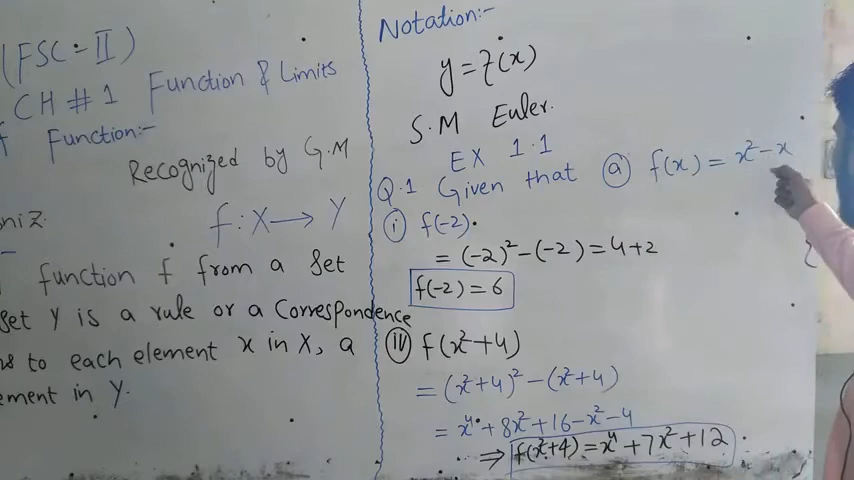 (FSC-II)
CH # 1 Function & Limits
Function:-
Recognized by G.M
niz.
f : X → Y
function f from a Set
set Y is a rule or a Correspondence
to each element x in X, a
ement in Y.
Notation:-
y = f(x)
S.M Euler.
EX 1.1
Q.1 Given that ⓐ f(x) = x² - x
ⓘ f(-2).
= (-2)² - (-2) = 4 + 2
f(-2) = 6
ⓘⓥ f(x²+4)
= (x²+4)² - (x²+4)
= x⁴ + 8x² + 16 - x² - 4
⇒ f(x²+4) = x⁴ + 7x² + 12